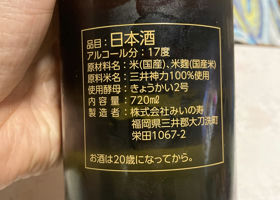 品目：日本酒
アルコール分：17度
原材料名：米（国産）、米麹（国産米）
原料米：三井神力100%使用
使用酵母：きょうかい2号
内容量：720㎖
製造者：株式会社みいの寿
福岡県三井郡大刀洗町
栄田1067-2
お酒は20歳になってから。